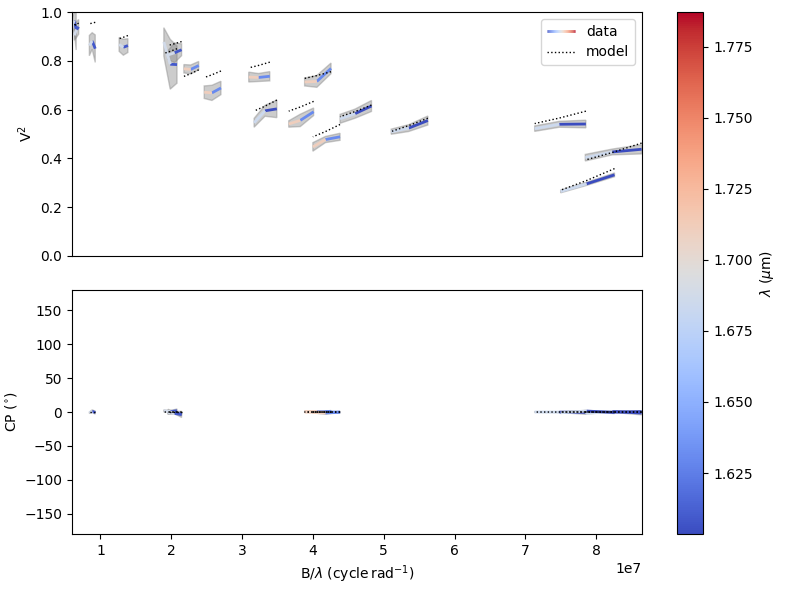 1.0
0.8
0.6
0.4
0.2
0.0
V²
data
model
150
100
50
0
−50
−100
−150
CP (°)
1 2 3 4 5 6 7 8
1e7
B/λ (cycle rad⁻¹)
1.775
1.750
1.725
1.700
1.675
1.650
1.625
λ (μm)